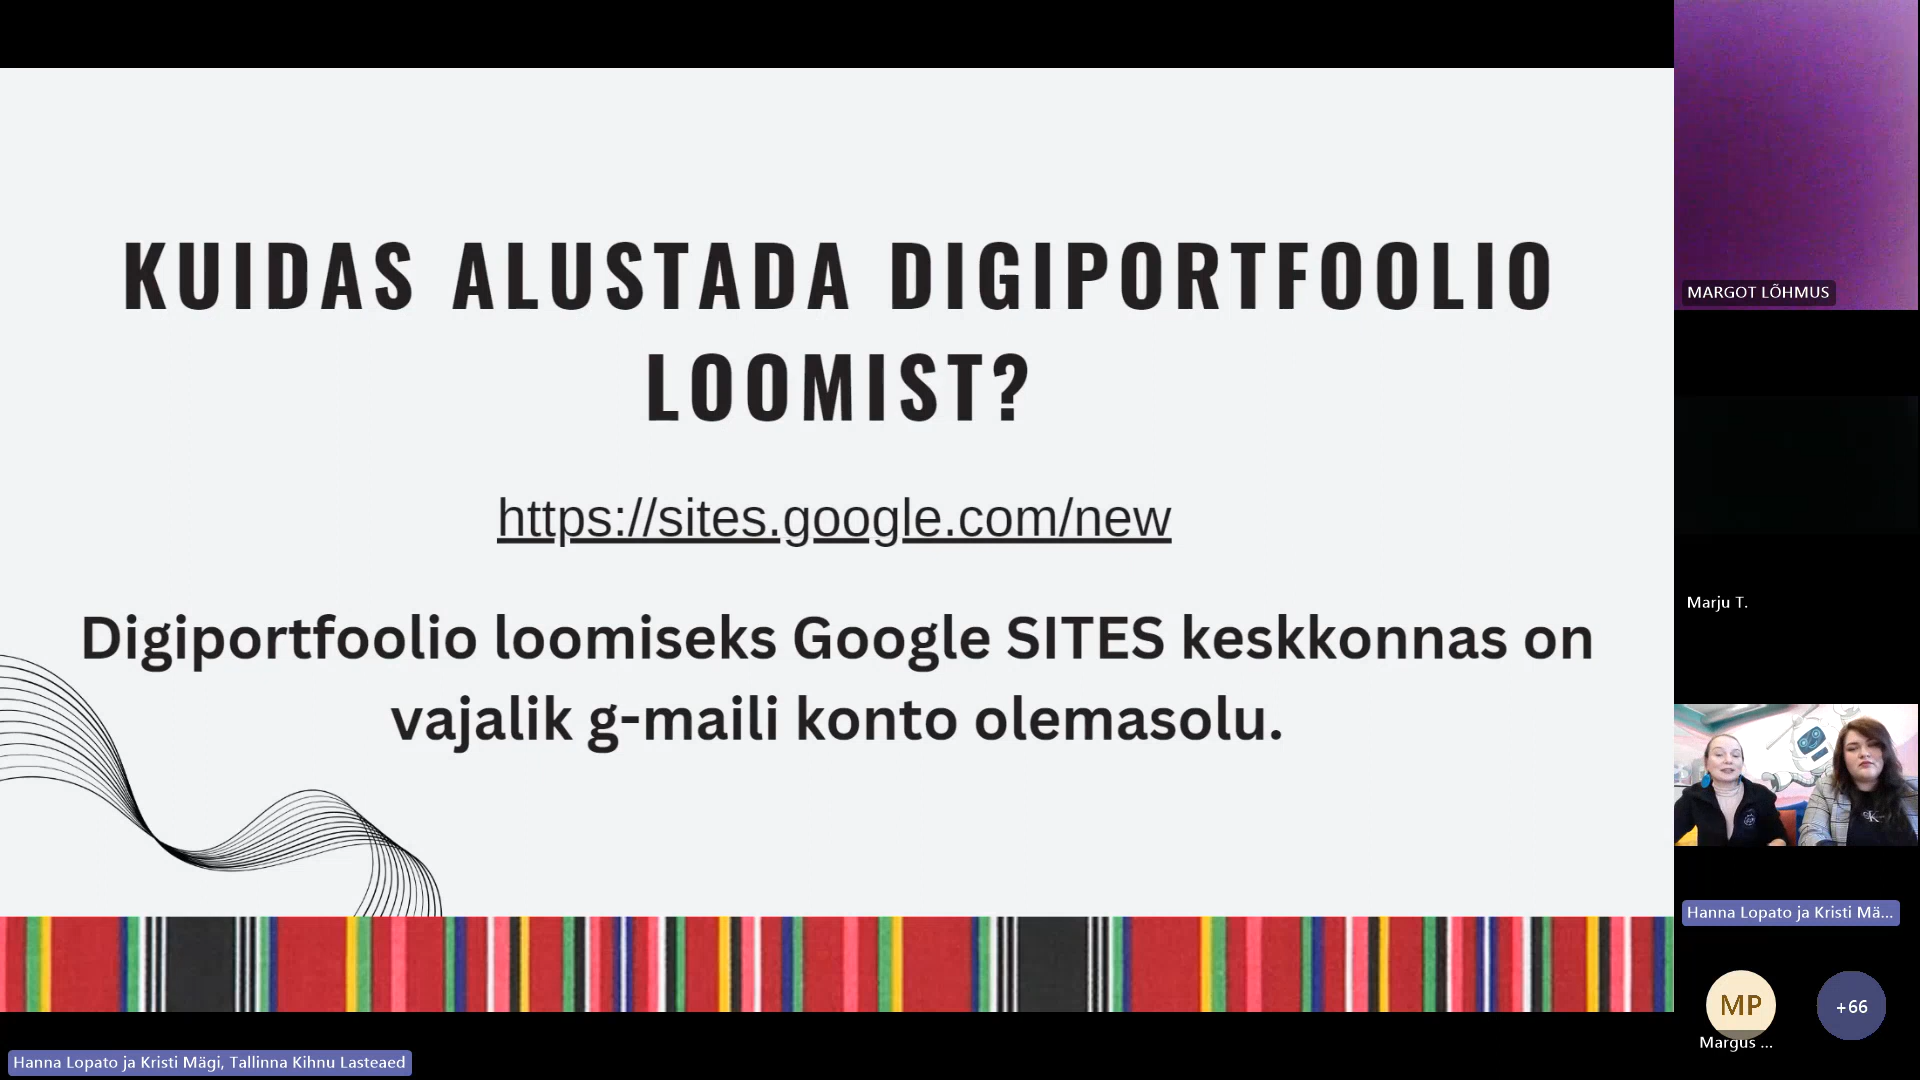 KUIDAS ALUSTADA DIGIPORTFOOLIO
LOOMIST?
https://sites.google.com/new
Digiportfoolio loomiseks Google SITES keskkonnas on
vajalik g-maili konto olemasolu.
MARGOT LÕHMUS
Marju T.
Hanna Lopato ja Kristi Mä...
MP
+66
Margus ...
Hanna Lopato ja Kristi Mägi, Tallinna Kihnu Lasteaed